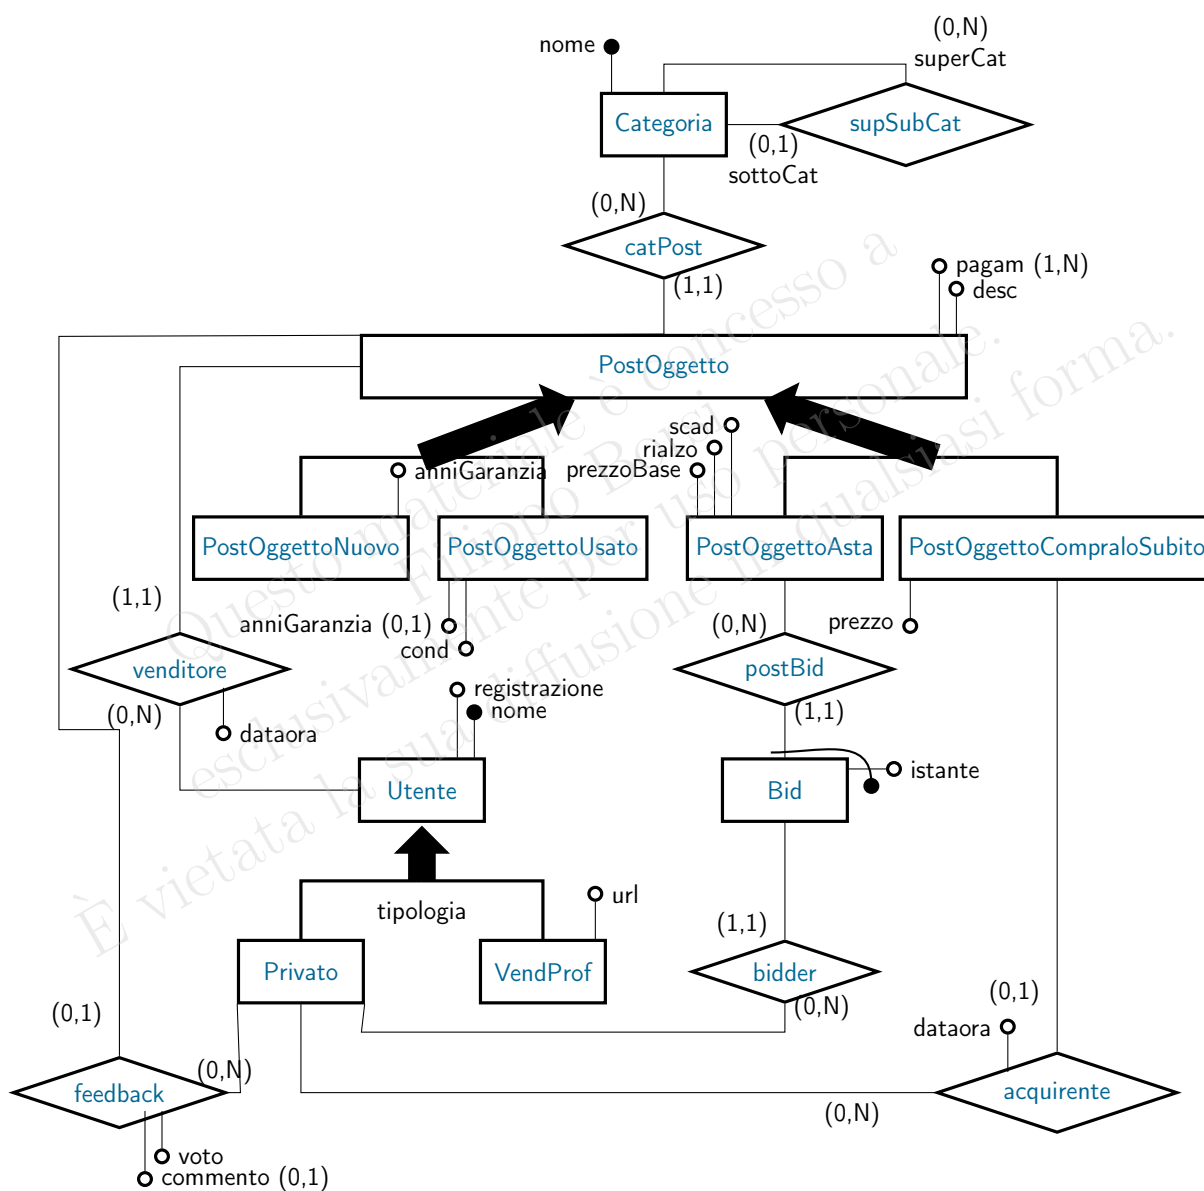 (0,N)
superCat
nome
Categoria
supSubCat
(0,1)
sottoCat
(0,N)
catPost
(1,1)
pagam (1,N)
desc
PostOggetto
scad
rialzo
prezzoBase
anniGaranzia
PostOggettoNuovo
PostOggettoUsato
PostOggettoAsta
PostOggettoCompraloSubito
(1,1)
anniGaranzia (0,1)
cond
(0,N)
prezzo
venditore
postBid
(0,N)
dataora
registrazione
nome
(1,1)
Utente
Bid
istante
tipologia
url
(1,1)
Privato
VendProf
bidder
(0,N)
(0,1)
(0,1)
dataora
(0,N)
feedback
acquirente
(0,N)
voto
commento (0,1)
Questo materiale è concesso a
Filippo Bersi
esclusivamente per uso personale.
È vietata la sua diffusione in qualsiasi forma.